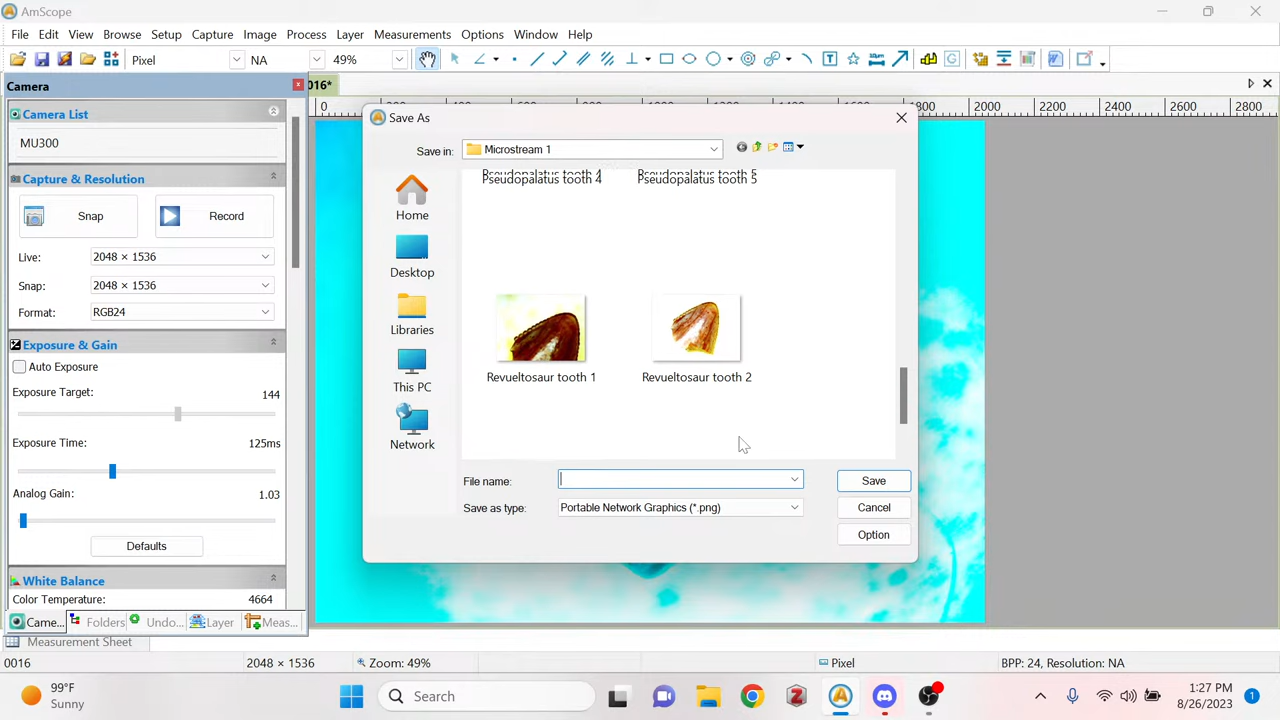 AmScope
File Edit View Browse Setup Capture Image Process Layer Measurements Options Window Help
Pixel NA 49%
Camera
016*
Camera List
MU300
Capture & Resolution
Snap Record
Live: 2048 × 1536
Snap: 2048 × 1536
Format: RGB24
Exposure & Gain
Auto Exposure
Exposure Target: 144
Exposure Time: 125ms
Analog Gain: 1.03
Defaults
White Balance
Color Temperature: 4664
Came... Folders Undo... Layer Meas...
Measurement Sheet
0 2000 2200 2400 2600 2800
Save As
Save in: Microstream 1
Home
Desktop
Libraries
This PC
Network
Pseudopalatus tooth 4 Pseudopalatus tooth 5
Revueltosaur tooth 1 Revueltosaur tooth 2
File name:
Save as type: Portable Network Graphics (*.png)
Save
Cancel
Option
0016 2048 × 1536 Zoom: 49% Pixel BPP: 24, Resolution: NA
99°F
Sunny
Search
1:27 PM
8/26/2023
1